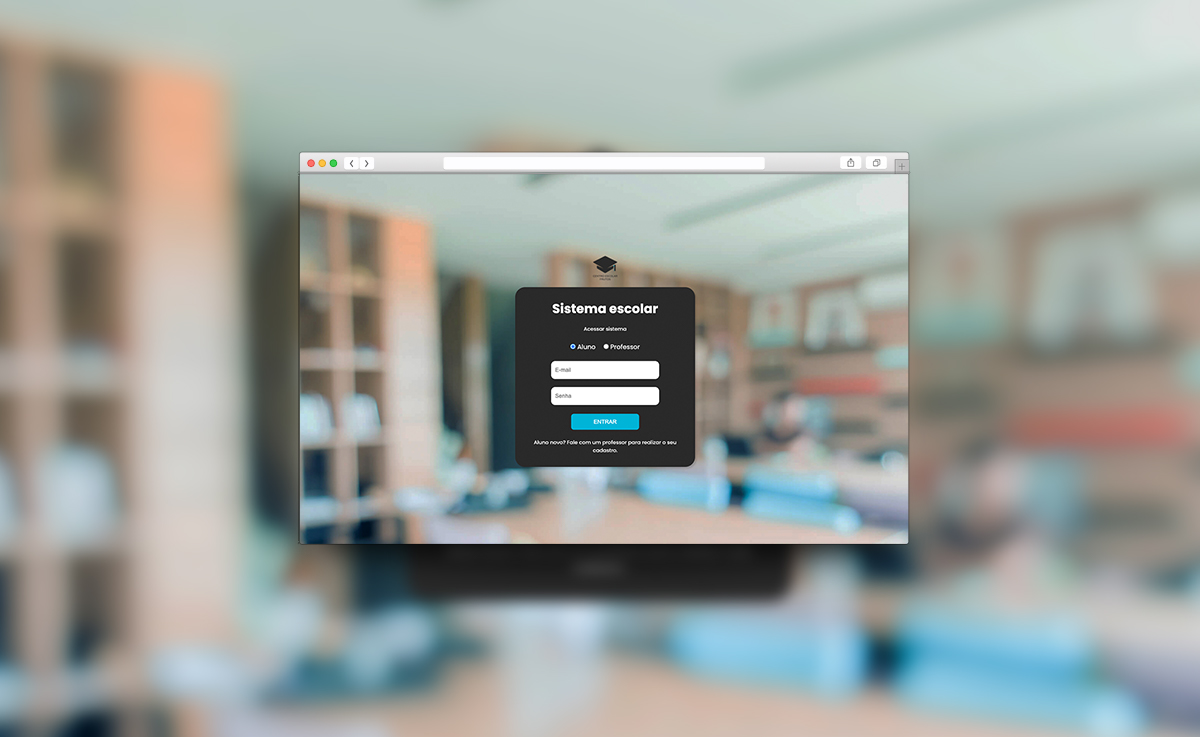 Sistema escolar
Acessar sistema
Aluno Professor
E-mail
Senha
ENTRAR
Aluno novo? Fale com um professor para realizar o seu
cadastro.